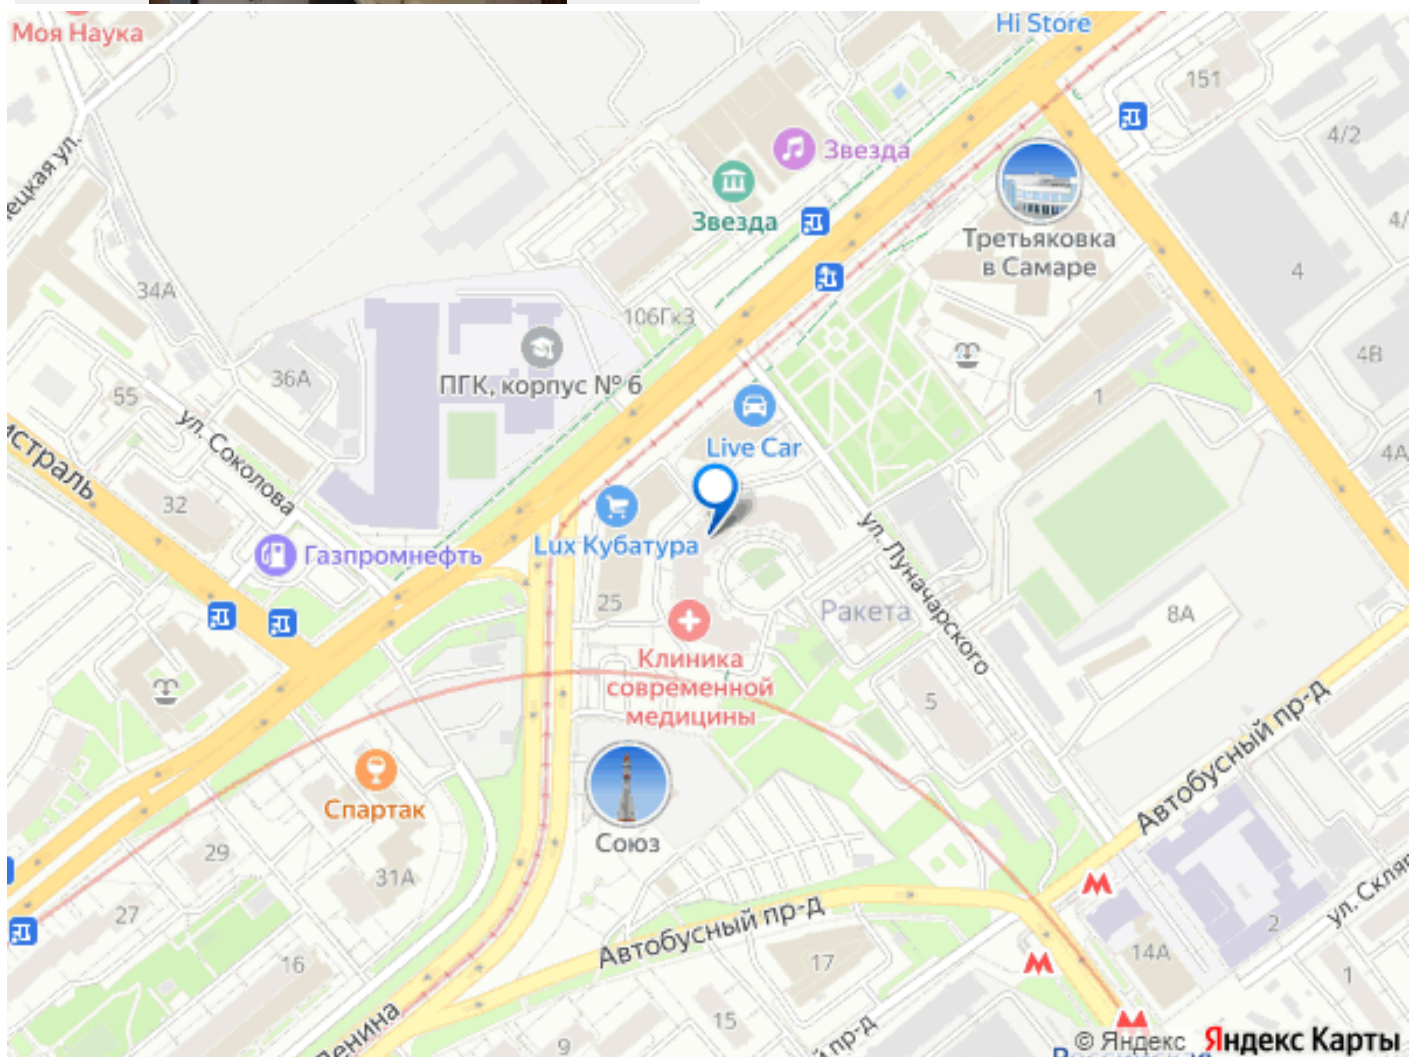 Моя Наука
Hi Store
151
4/2
Звезда
Звезда
Третьяковка
в Самаре
4
34А
106Гк3
4В
36А
ПГК, корпус № 6
55
1
ул. Соколова
Live Car
4А
32
Lux Кубатура
ул. Луначарского
Газпромнефть
25
Ракета
8А
Клиника
современной
медицины
5
Автобусный пр-д
Спартак
Союз
29
31А
27
Автобусный пр-д
2
16
17
14А
1
15
9
© Яндекс Яндекс Карты